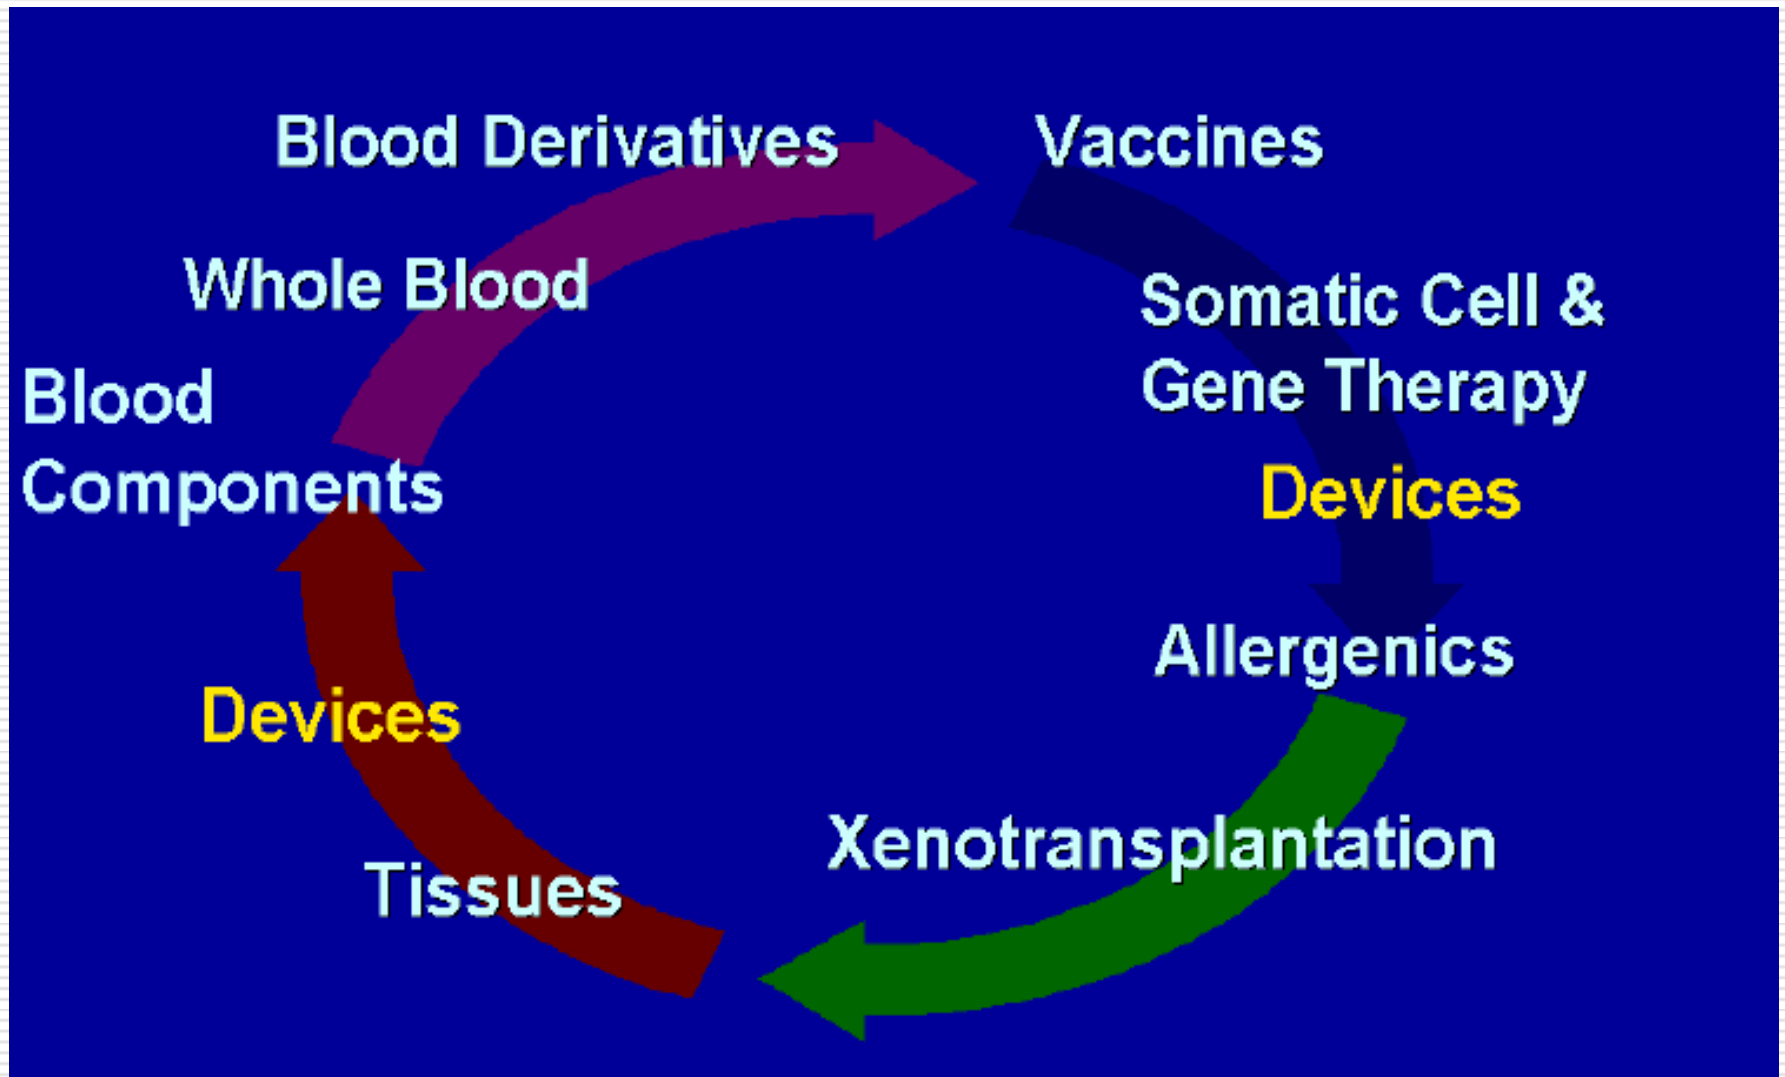 Blood Derivatives
Vaccines
Whole Blood
Somatic Cell &
Gene Therapy
Blood
Components
Devices
Allergenics
Devices
Xenotransplantation
Tissues